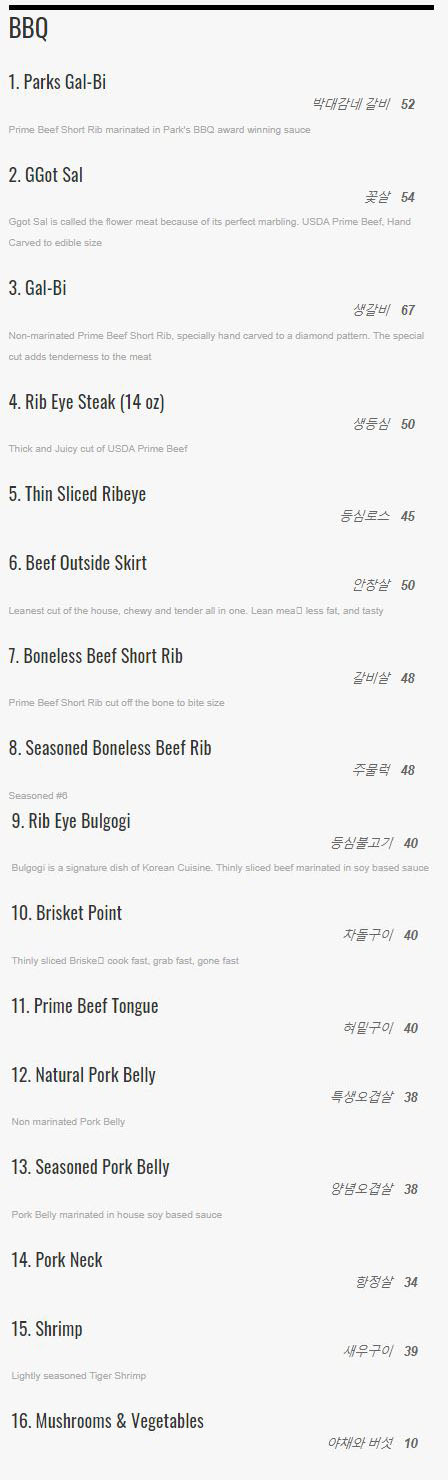 BBQ
1. Parks Gal-Bi
박대감네 갈비 52
Prime Beef Short Rib marinated in Park's BBQ award winning sauce
2. GGot Sal
꽃살 54
Ggot Sal is called the flower meat because of its perfect marbling. USDA Prime Beef, Hand
Carved to edible size
3. Gal-Bi
생갈비 67
Non-marinated Prime Beef Short Rib, specially hand carved to a diamond pattern. The special
cut adds tenderness to the meat
4. Rib Eye Steak (14 oz)
생등심 50
Thick and Juicy cut of USDA Prime Beef
5. Thin Sliced Ribeye
등심로스 45
6. Beef Outside Skirt
안창살 50
Leanest cut of the house, chewy and tender all in one. Lean mea▯ less fat, and tasty
7. Boneless Beef Short Rib
갈비살 48
Prime Beef Short Rib cut off the bone to bite size
8. Seasoned Boneless Beef Rib
주물럭 48
Seasoned #6
9. Rib Eye Bulgogi
등심불고기 40
Bulgogi is a signature dish of Korean Cuisine. Thinly sliced beef marinated in soy based sauce
10. Brisket Point
차돌구이 40
Thinly sliced Briske▯ cook fast, grab fast, gone fast
11. Prime Beef Tongue
혀밑구이 40
12. Natural Pork Belly
특생오겹살 38
Non marinated Pork Belly
13. Seasoned Pork Belly
양념오겹살 38
Pork Belly marinated in house soy based sauce
14. Pork Neck
항정살 34
15. Shrimp
새우구이 39
Lightly seasoned Tiger Shrimp
16. Mushrooms & Vegetables
야채와 버섯 10